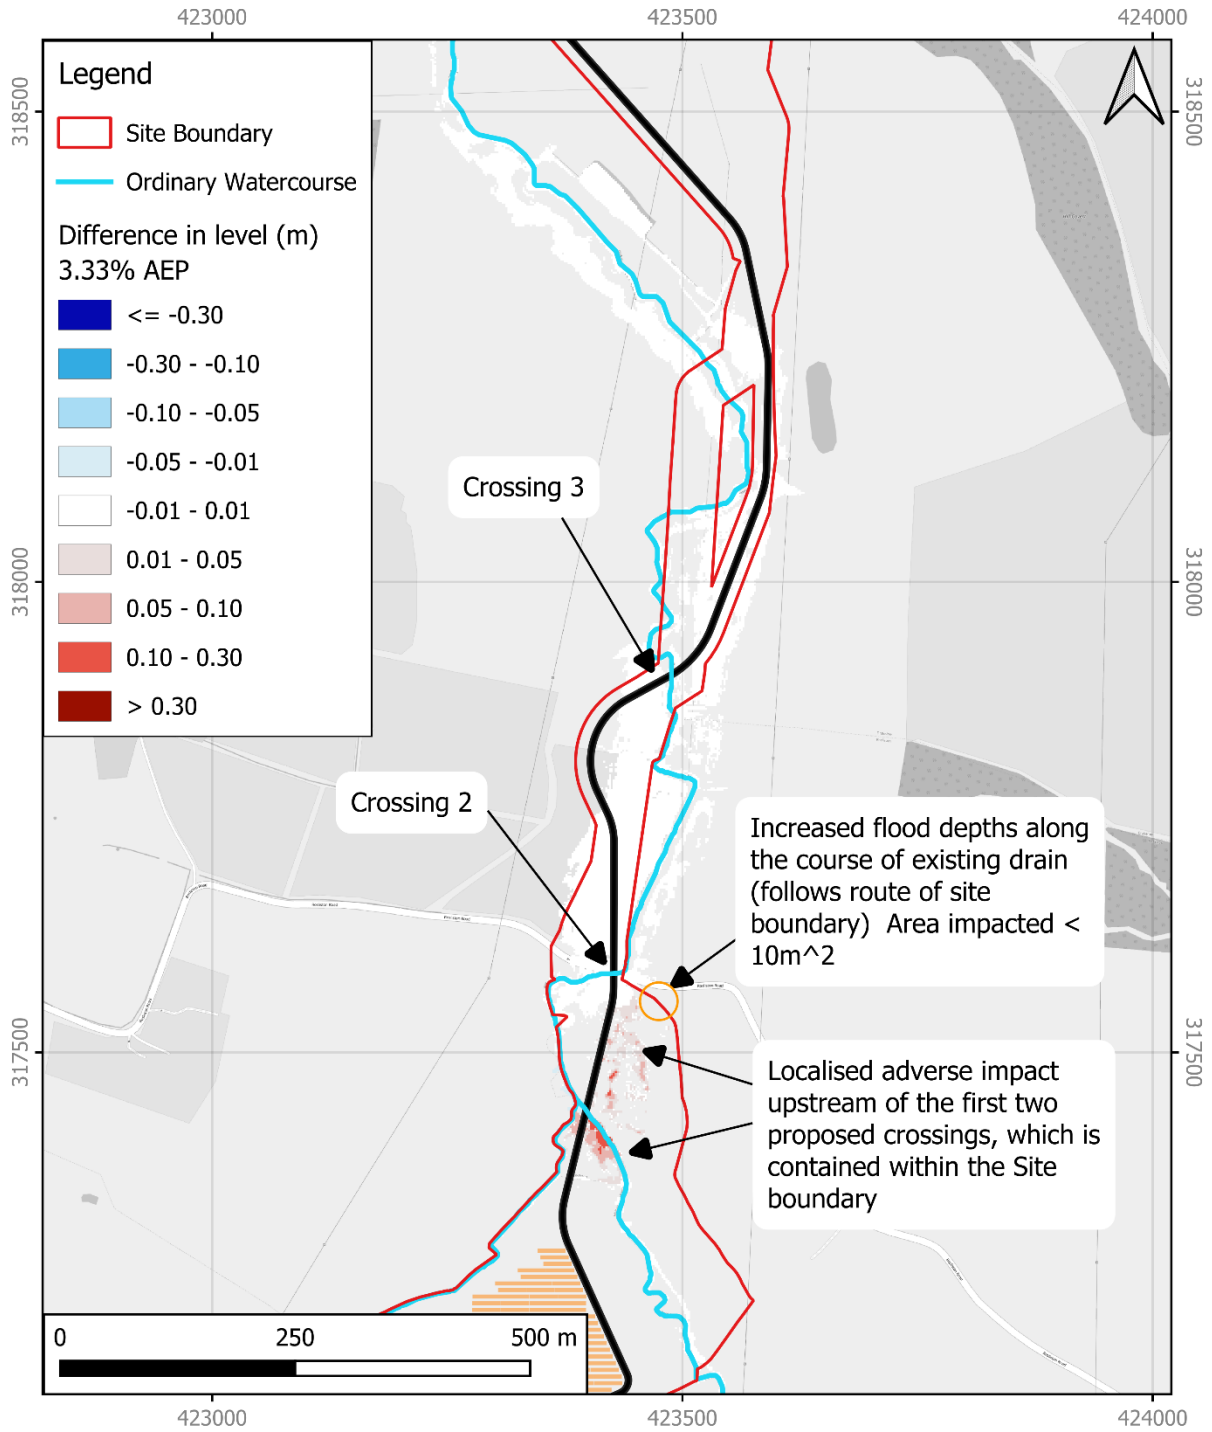 423000
423500
424000
Legend
Site Boundary
Ordinary Watercourse
Difference in level (m)
3.33% AEP
<= -0.30
-0.30 - -0.10
-0.10 - -0.05
-0.05 - -0.01
-0.01 - 0.01
0.01 - 0.05
0.05 - 0.10
0.10 - 0.30
> 0.30
318500
318500
Crossing 3
318000
318000
Crossing 2
Increased flood depths along
the course of existing drain
(follows route of site
boundary)  Area impacted <
10m^2
317500
317500
Localised adverse impact
upstream of the first two
proposed crossings, which is
contained within the Site
boundary
0
250
500 m
423000
423500
424000